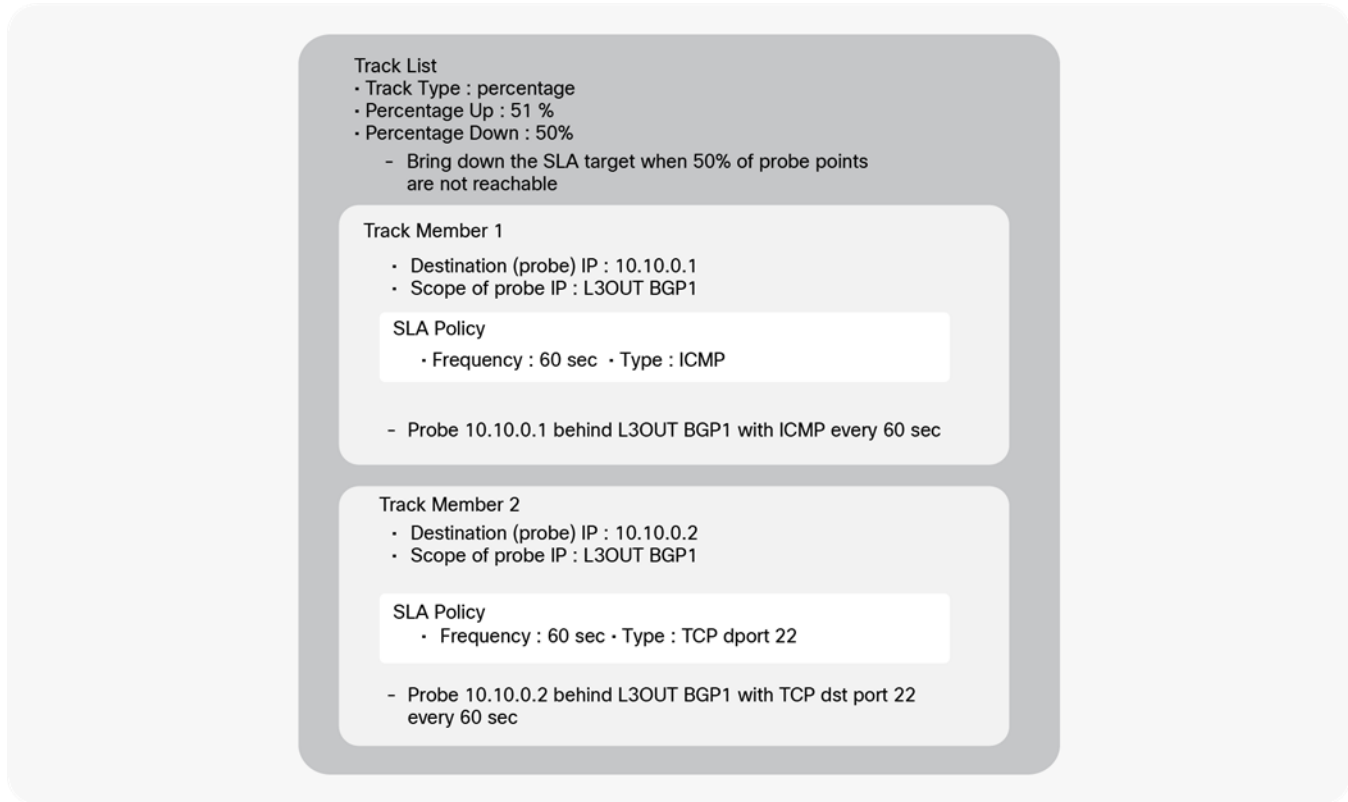 Track List
· Track Type : percentage
· Percentage Up : 51 %
· Percentage Down : 50%
– Bring down the SLA target when 50% of probe points
are not reachable
Track Member 1
· Destination (probe) IP : 10.10.0.1
· Scope of probe IP : L3OUT BGP1
SLA Policy
· Frequency : 60 sec · Type : ICMP
– Probe 10.10.0.1 behind L3OUT BGP1 with ICMP every 60 sec
Track Member 2
· Destination (probe) IP : 10.10.0.2
· Scope of probe IP : L3OUT BGP1
SLA Policy
· Frequency : 60 sec · Type : TCP dport 22
– Probe 10.10.0.2 behind L3OUT BGP1 with TCP dst port 22
every 60 sec